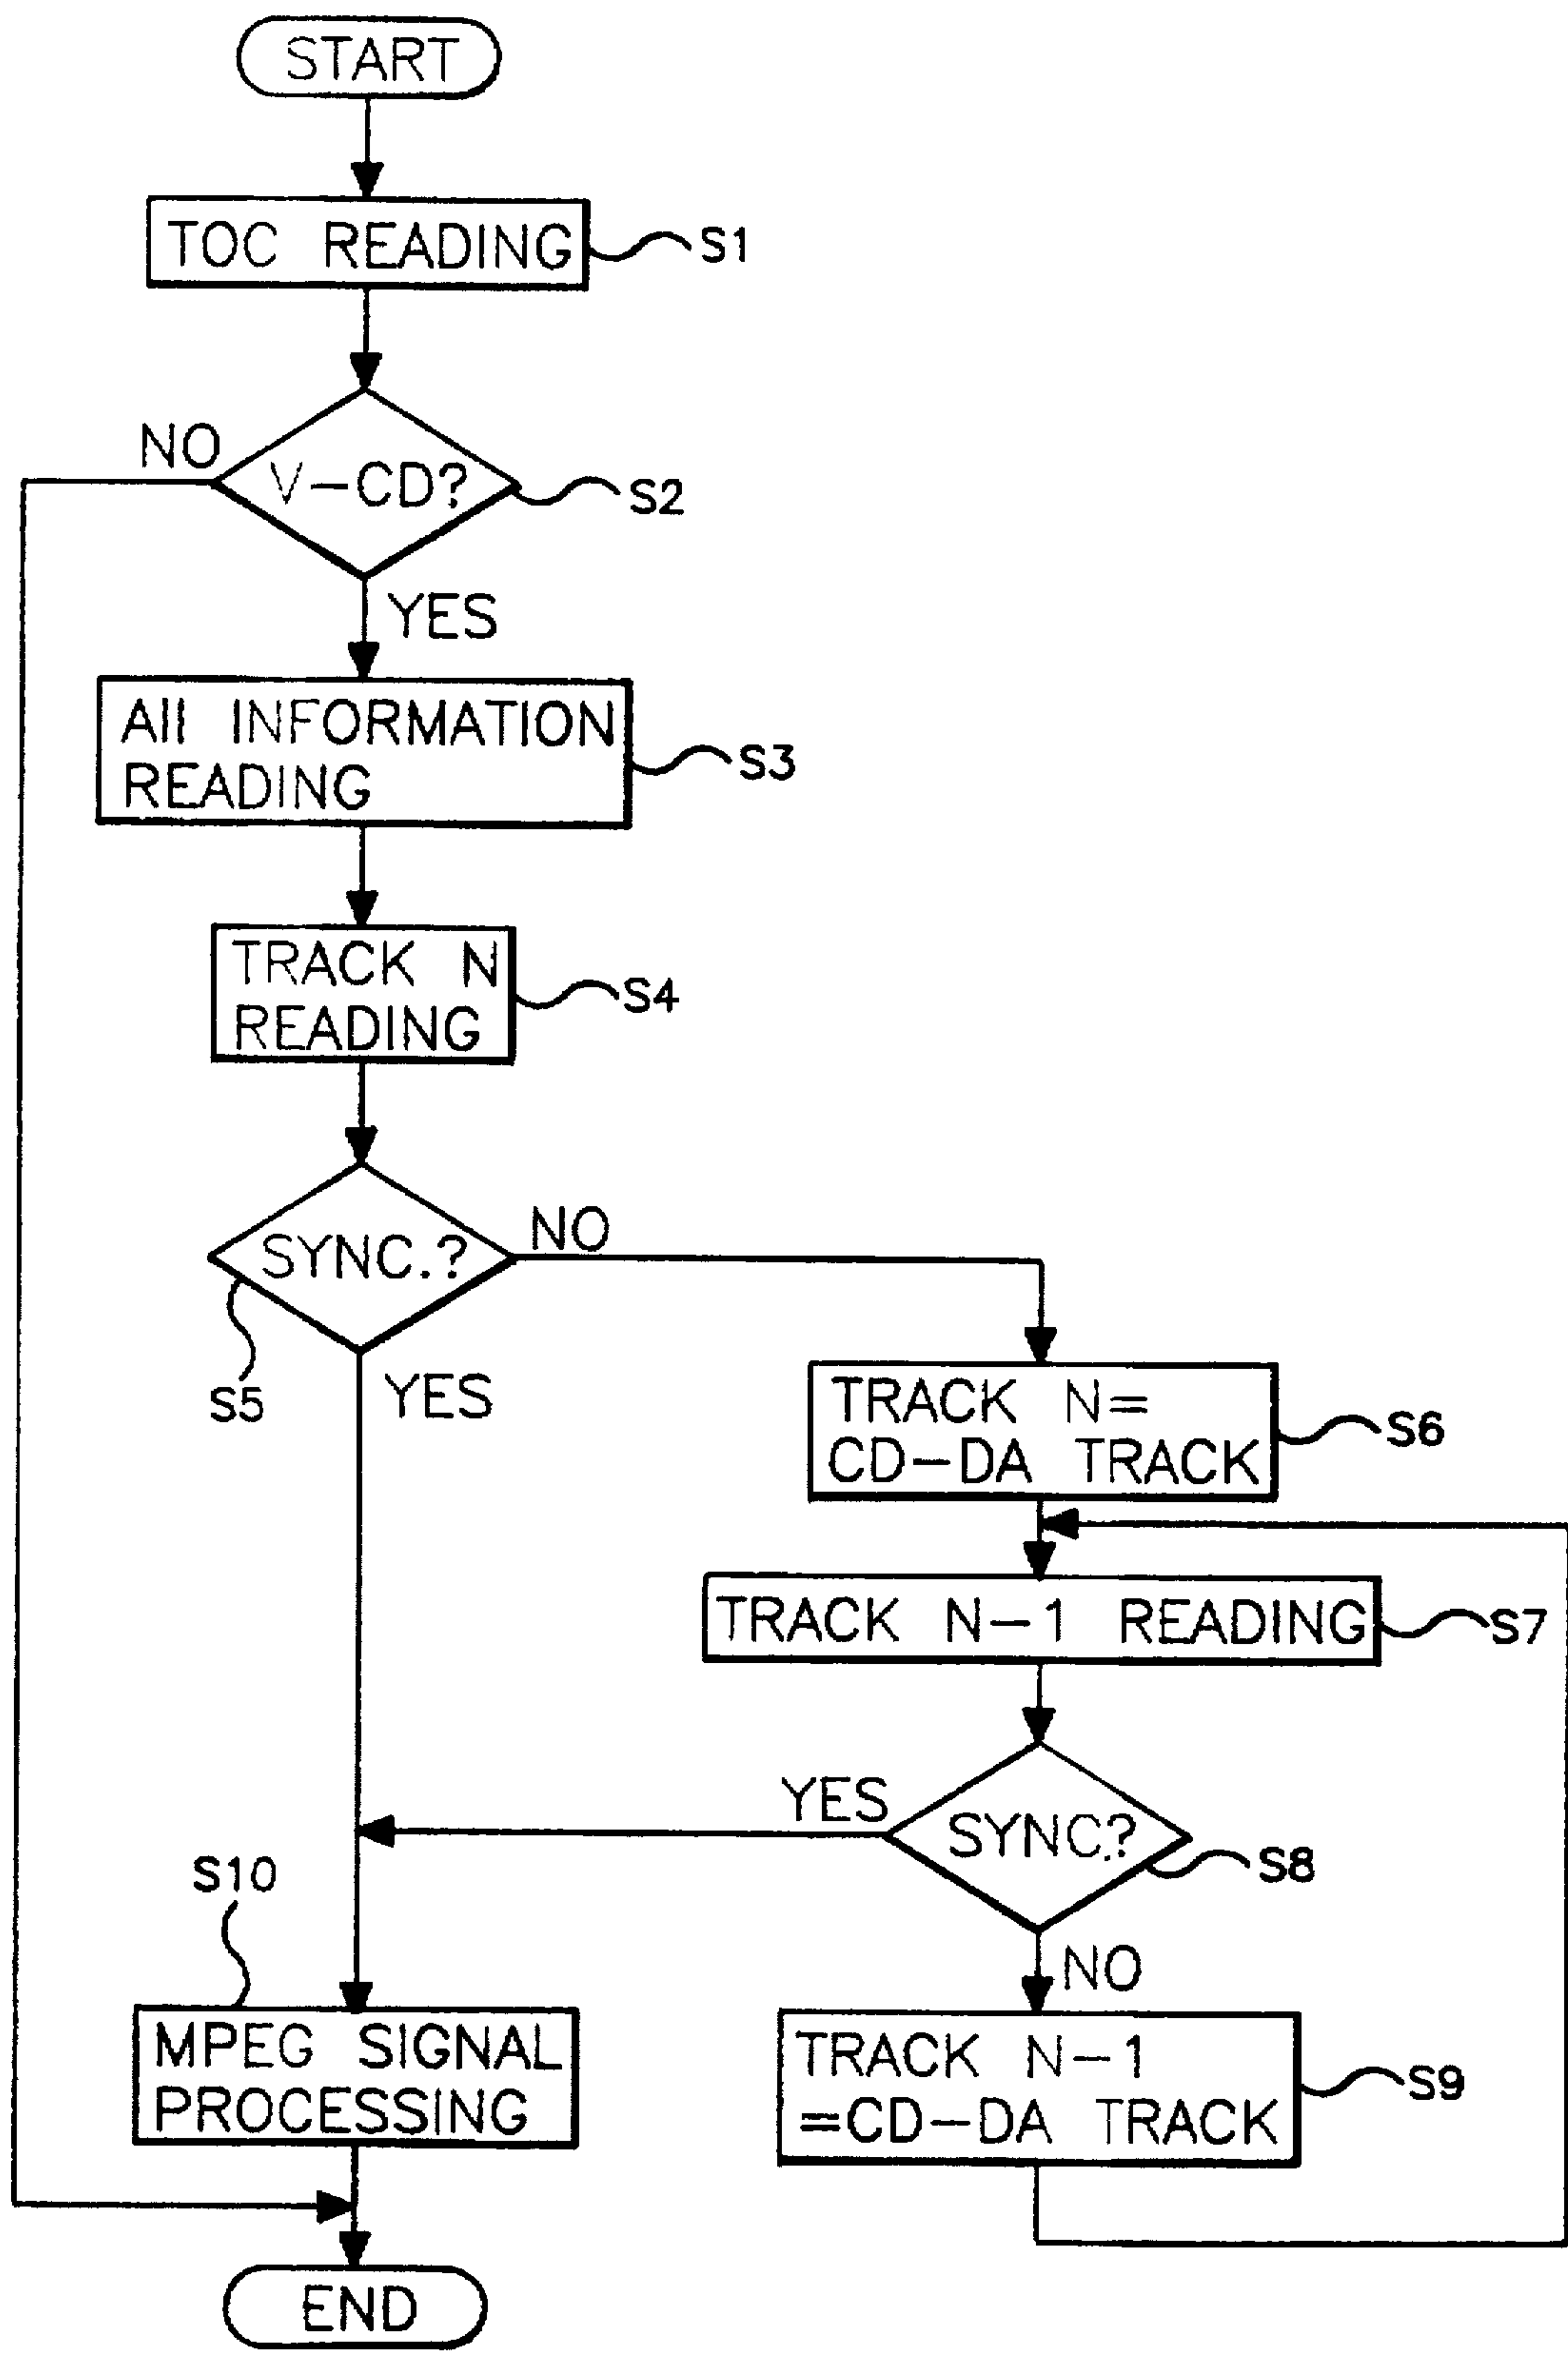 START
TOC READING
S1
NO
V-CD?
S2
YES
All INFORMATION
READING
S3
TRACK N
READING
S4
SYNC.?
NO
S5
YES
TRACK N=
CD-DA TRACK
S6
TRACK N-1 READING
S7
YES
SYNC.?
S8
S10
NO
MPEG SIGNAL
PROCESSING
TRACK N-1
=CD-DA TRACK
S9
END